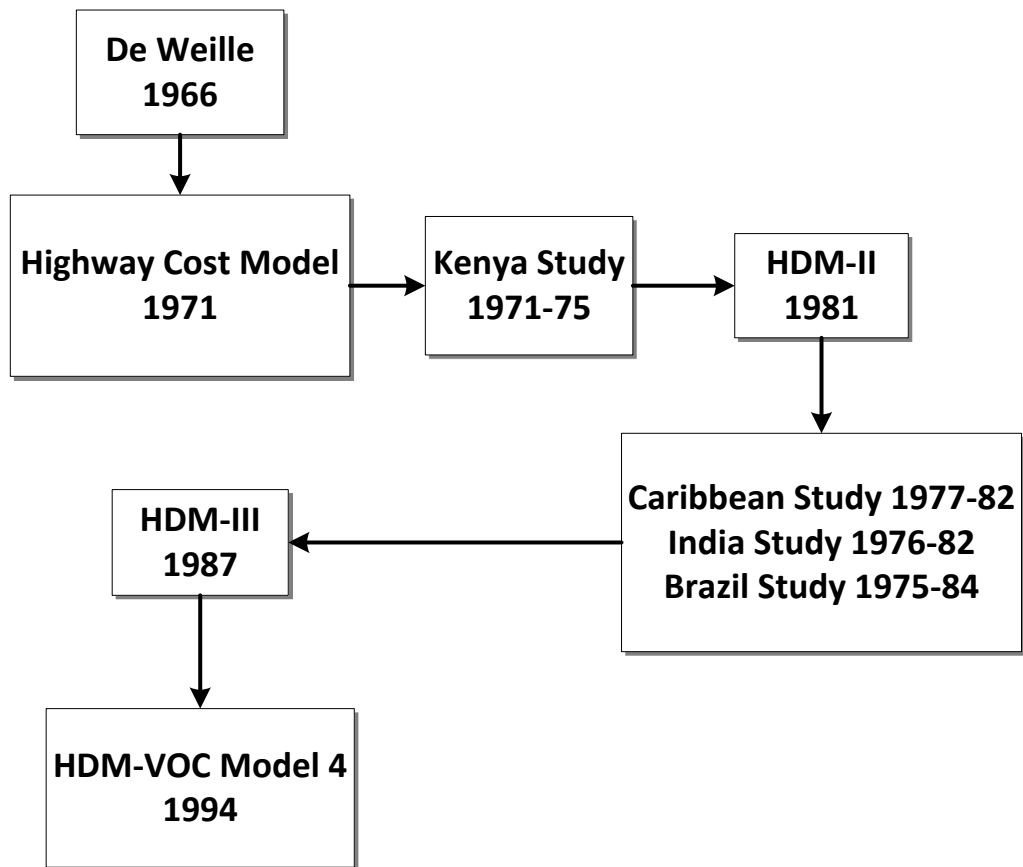 De Weille
1966
Highway Cost Model
1971
Kenya Study
1971-75
HDM-II
1981
Caribbean Study 1977-82
India Study 1976-82
Brazil Study 1975-84
HDM-III
1987
HDM-VOC Model 4
1994